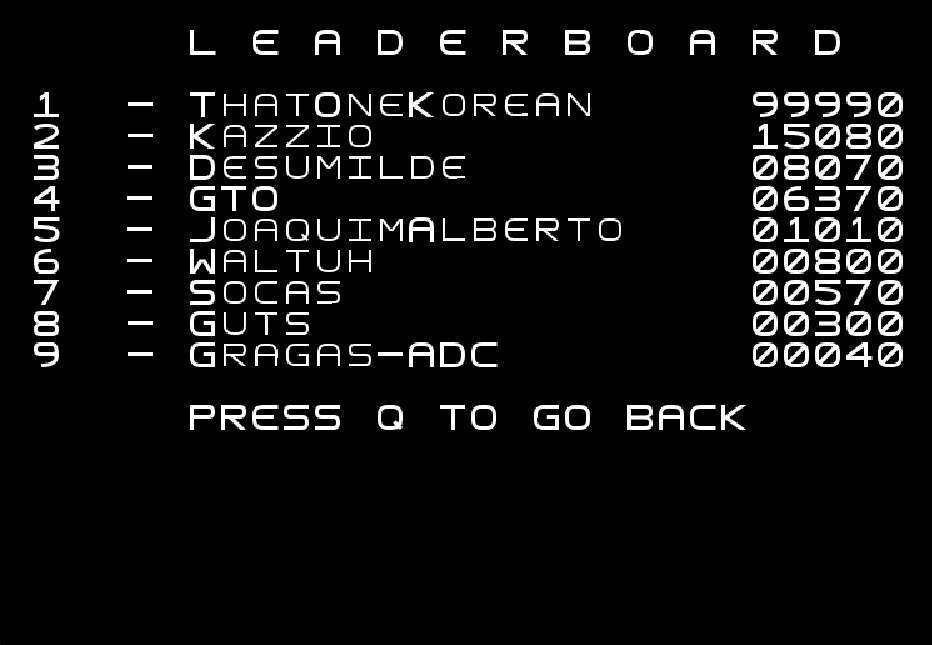 L E A D E R B O A R D
1 - ThatOneKorean 99990
2 - Kazzio 15080
3 - Desumilde 08070
4 - GTO 06370
5 - JoaquimAlberto 01010
6 - Waltuh 00800
7 - Socas 00570
8 - Guts 00300
9 - Gragas-ADC 00040
PRESS Q TO GO BACK